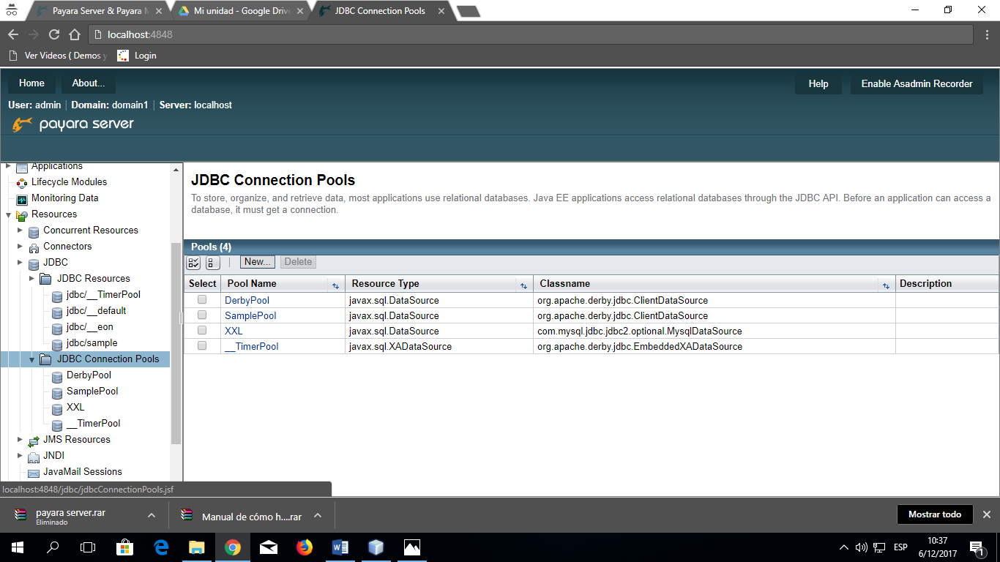 Payara Server & Payara M
Mi unidad - Google Drive
JDBC Connection Pools
localhost:4848
Ver Videos ( Demos y
Login
Home
About...
Help
Enable Asadmin Recorder
User: admin | Domain: domain1 | Server: localhost
payara server
Applications
Lifecycle Modules
Monitoring Data
Resources
Concurrent Resources
Connectors
JDBC
JDBC Resources
jdbc/__TimerPool
jdbc/__default
jdbc/__eon
jdbc/sample
JDBC Connection Pools
DerbyPool
SamplePool
XXL
__TimerPool
JMS Resources
JNDI
JavaMail Sessions
localhost:4848/jdbc/jdbcConnectionPools.jsf
JDBC Connection Pools
To store, organize, and retrieve data, most applications use relational databases. Java EE applications access relational databases through the JDBC API. Before an application can access a
database, it must get a connection.
Pools (4)
New... Delete
Select Pool Name Resource Type Classname Description
DerbyPool javax.sql.DataSource org.apache.derby.jdbc.ClientDataSource
SamplePool javax.sql.DataSource org.apache.derby.jdbc.ClientDataSource
XXL javax.sql.DataSource com.mysql.jdbc.jdbc2.optional.MysqlDataSource
__TimerPool javax.sql.XADataSource org.apache.derby.jdbc.EmbeddedXADataSource
payara server.rar
Eliminado
Manual de cómo h....rar
Mostrar todo
ESP
10:37
6/12/2017
1